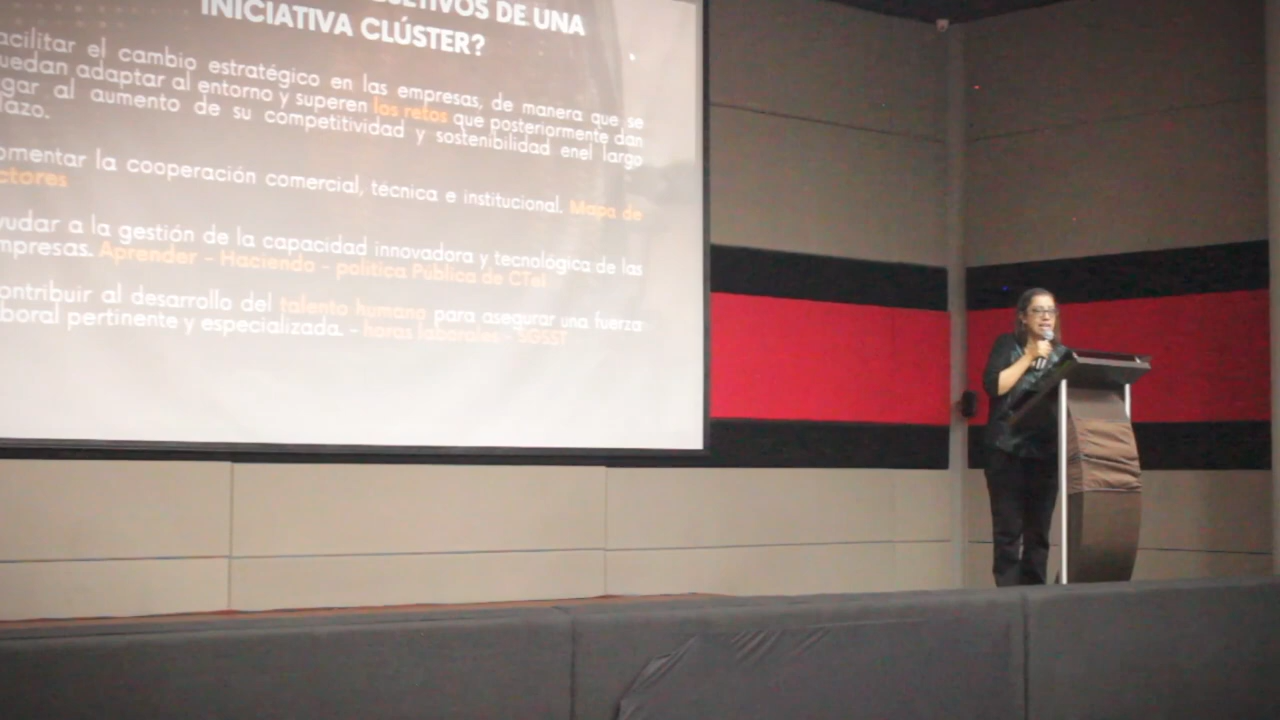 OBJETIVOS DE UNA
INICIATIVA CLÚSTER?
acilitar el cambio estratégico en las empresas, de manera que se
uedan adaptar al entorno y superen los retos que posteriormente dan
gar al aumento de su competitividad y sostenibilidad enel largo
lazo.
omentar la cooperación comercial, técnica e institucional. Mapa de
ctores
yudar a la gestión de la capacidad innovadora y tecnológica de las
mpresas. Aprender - Haciendo - política Pública de CTeI
ontribuir al desarrollo del talento humano para asegurar una fuerza
boral pertinente y especializada. - horas laborales - SGSST